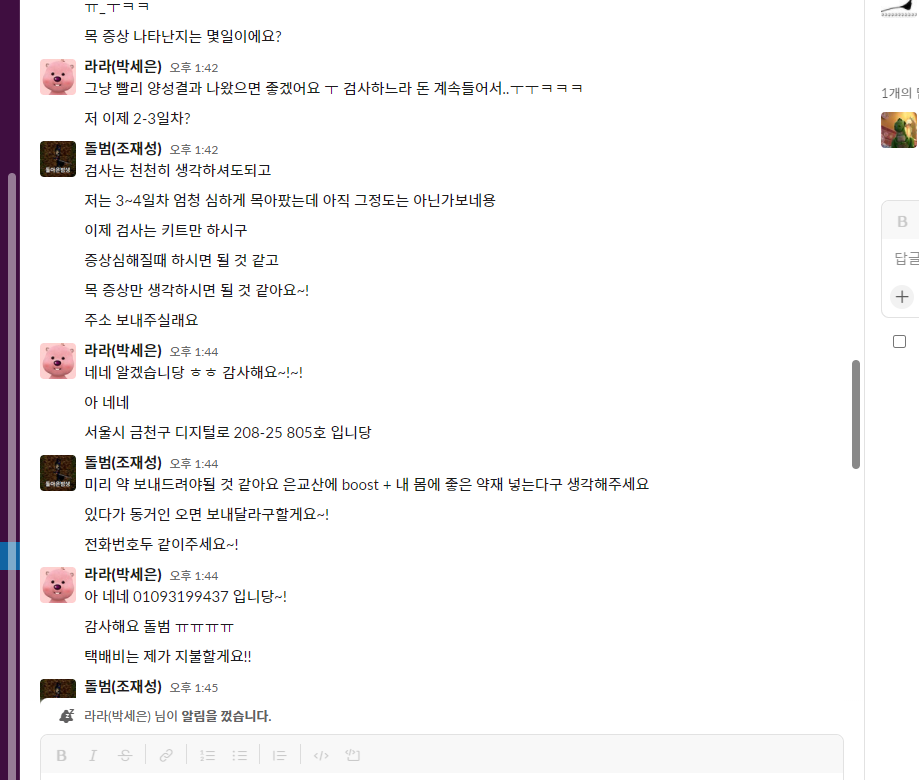 ㅠ_ㅜㅋㅋ
목 증상 나타난지는 몇일이에요?
라라(박세은) 오후 1:42
그냥 빨리 양성결과 나왔으면 좋겠어요 ㅜ 검사하느라 돈 계속들어서..ㅜㅜㅋㅋㅋ
저 이제 2-3일차?
돌범(조재성) 오후 1:42
검사는 천천히 생각하셔도되고
저는 3~4일차 엄청 심하게 목아팠는데 아직 그정도는 아닌가보네용
이제 검사는 키트만 하시구
증상심해질때 하시면 될 것 같고
목 증상만 생각하시면 될 것 같아요~!
주소 보내주실래요
라라(박세은) 오후 1:44
네네 알겠습니당 ㅎㅎ 감사해요~!~!
아 네네
서울시 금천구 디지털로 208-25 805호 입니당
돌범(조재성) 오후 1:44
미리 약 보내드려야될 것 같아요 은교산에 boost + 내 몸에 좋은 약재 넣는다구 생각해주세요
있다가 동거인 오면 보내달라구할게요~!
전화번호두 같이주세요~!
라라(박세은) 오후 1:44
아 네네 01093199437 입니당~!
감사해요 돌범 ㅠㅠㅠㅠ
택배비는 제가 지불할게요!!
돌범(조재성) 오후 1:45
라라(박세은) 님이 알림을 껐습니다.
B I S
1개의
B
답글